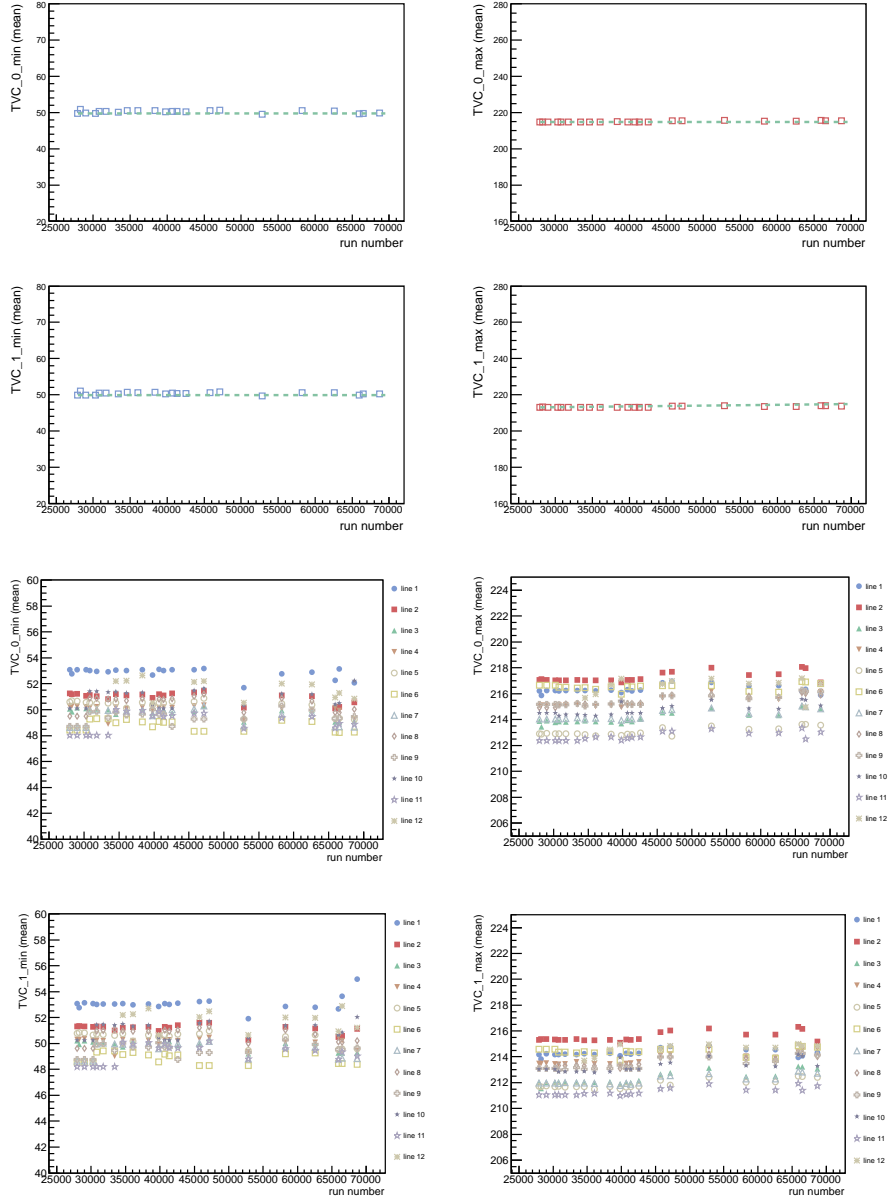 TVC_0_min (mean)
80
70
60
50
40
30
20
25000 30000 35000 40000 45000 50000 55000 60000 65000 70000
run number
TVC_0_max (mean)
280
260
240
220
200
180
160
25000 30000 35000 40000 45000 50000 55000 60000 65000 70000
run number
TVC_1_min (mean)
80
70
60
50
40
30
20
25000 30000 35000 40000 45000 50000 55000 60000 65000 70000
run number
TVC_1_max (mean)
280
260
240
220
200
180
160
25000 30000 35000 40000 45000 50000 55000 60000 65000 70000
run number
TVC_0_min (mean)
60
58
56
54
52
50
48
46
44
42
40
25000 30000 35000 40000 45000 50000 55000 60000 65000 70000
run number
line 1
line 2
line 3
line 4
line 5
line 6
line 7
line 8
line 9
line 10
line 11
line 12
TVC_0_max (mean)
224
222
220
218
216
214
212
210
208
206
25000 30000 35000 40000 45000 50000 55000 60000 65000 70000
run number
line 1
line 2
line 3
line 4
line 5
line 6
line 7
line 8
line 9
line 10
line 11
line 12
TVC_1_min (mean)
60
58
56
54
52
50
48
46
44
42
40
25000 30000 35000 40000 45000 50000 55000 60000 65000 70000
run number
line 1
line 2
line 3
line 4
line 5
line 6
line 7
line 8
line 9
line 10
line 11
line 12
TVC_1_max (mean)
224
222
220
218
216
214
212
210
208
206
25000 30000 35000 40000 45000 50000 55000 60000 65000 70000
run number
line 1
line 2
line 3
line 4
line 5
line 6
line 7
line 8
line 9
line 10
line 11
line 12